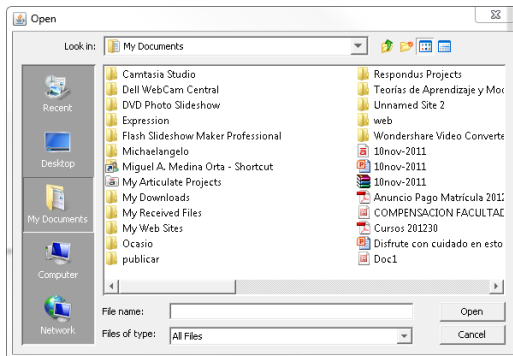 Open
Look in:
My Documents
Recent
Desktop
My Documents
Computer
Network
Camtasia Studio
Dell WebCam Central
DVD Photo Slideshow
Expression
Flash Slideshow Maker Professional
Michaelangelo
Miguel A. Medina Orta - Shortcut
My Articulate Projects
My Downloads
My Received Files
My Web Sites
Ocasio
publicar
Respondus Projects
Teorías de Aprendizaje y Moc
Unnamed Site 2
web
Wondershare Video Converte
10nov-2011
10nov-2011
10nov-2011
Anuncio Pago Matrícula 2012
COMPENSACION FACULTAD
Cursos 201230
Disfrute con cuidado en esto
Doc1
File name:
Open
Files of type:
All Files
Cancel